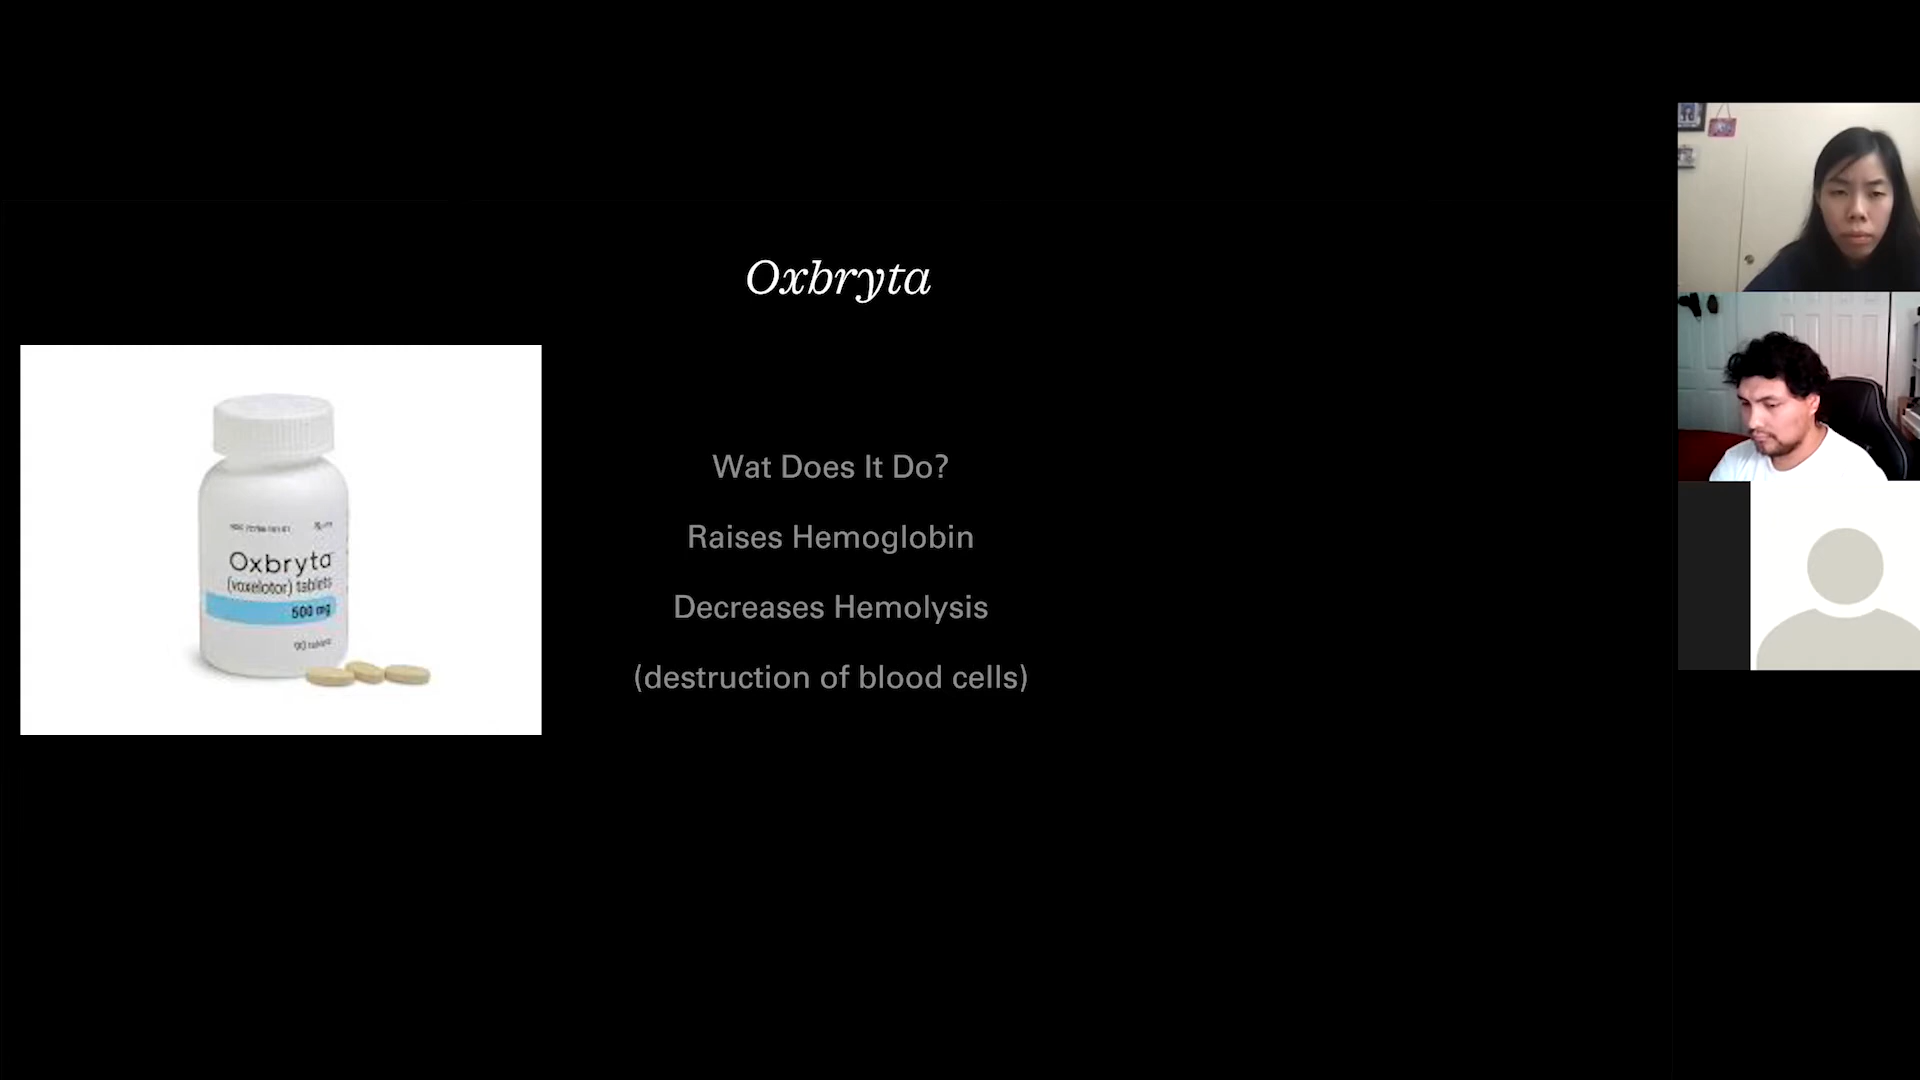 Oxbryta
Wat Does It Do?
Raises Hemoglobin
Decreases Hemolysis
(destruction of blood cells)
Oxbryta
(voxelotor) tablets
500 mg
90 tablets